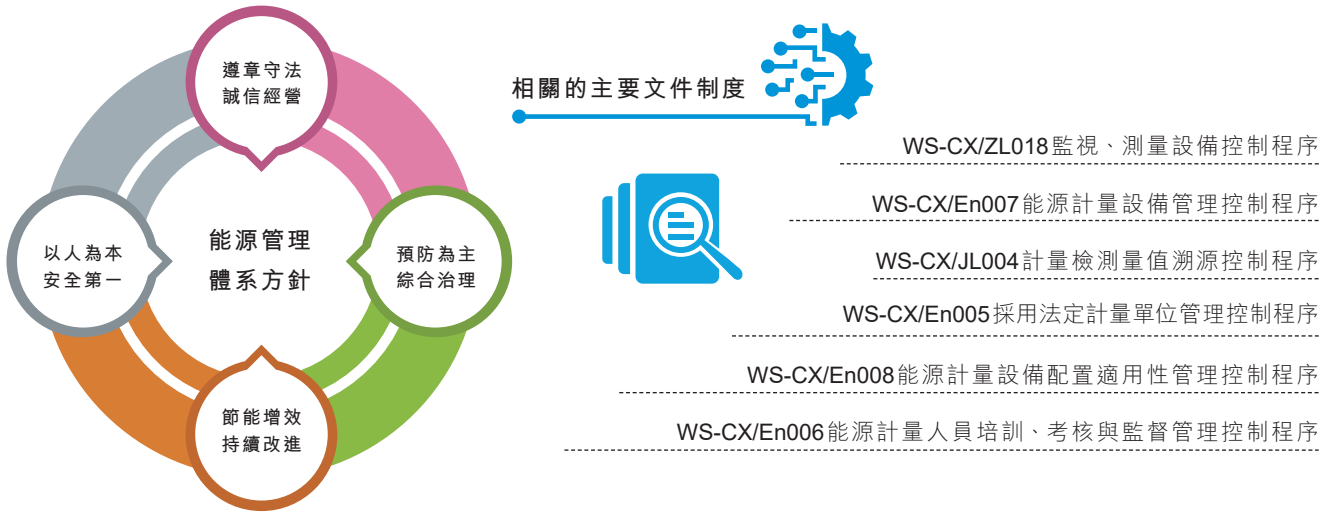 遵章守法
誠信經營
以人為本
安全第一
能源管理
體系方針
預防為主
綜合治理
節能增效
持續改進
相關的主要文件制度
WS-CX/ZL018監視、測量設備控制程序
WS-CX/En007能源計量設備管理控制程序
WS-CX/JL004計量檢測量值溯源控制程序
WS-CX/En005採用法定計量單位管理控制程序
WS-CX/En008能源計量設備配置適用性管理控制程序
WS-CX/En006能源計量人員培訓、考核與監督管理控制程序